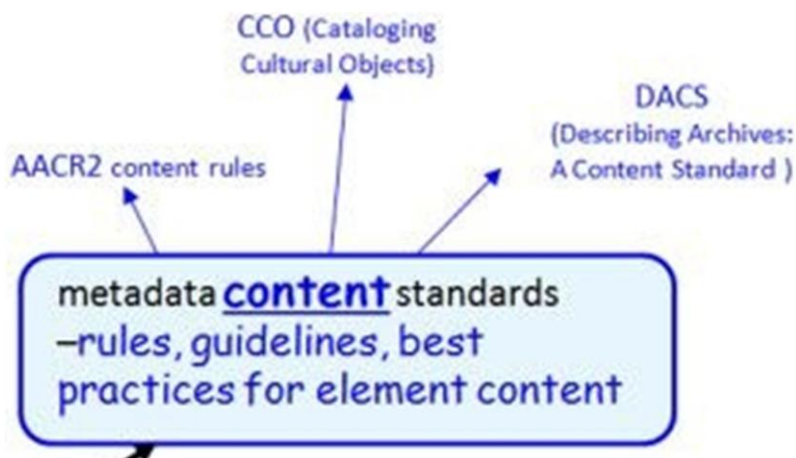 CCO (Cataloging
Cultural Objects)
DACS
(Describing Archives:
A Content Standard )
AACR2 content rules
metadata content standards
–rules, guidelines, best
practices for element content